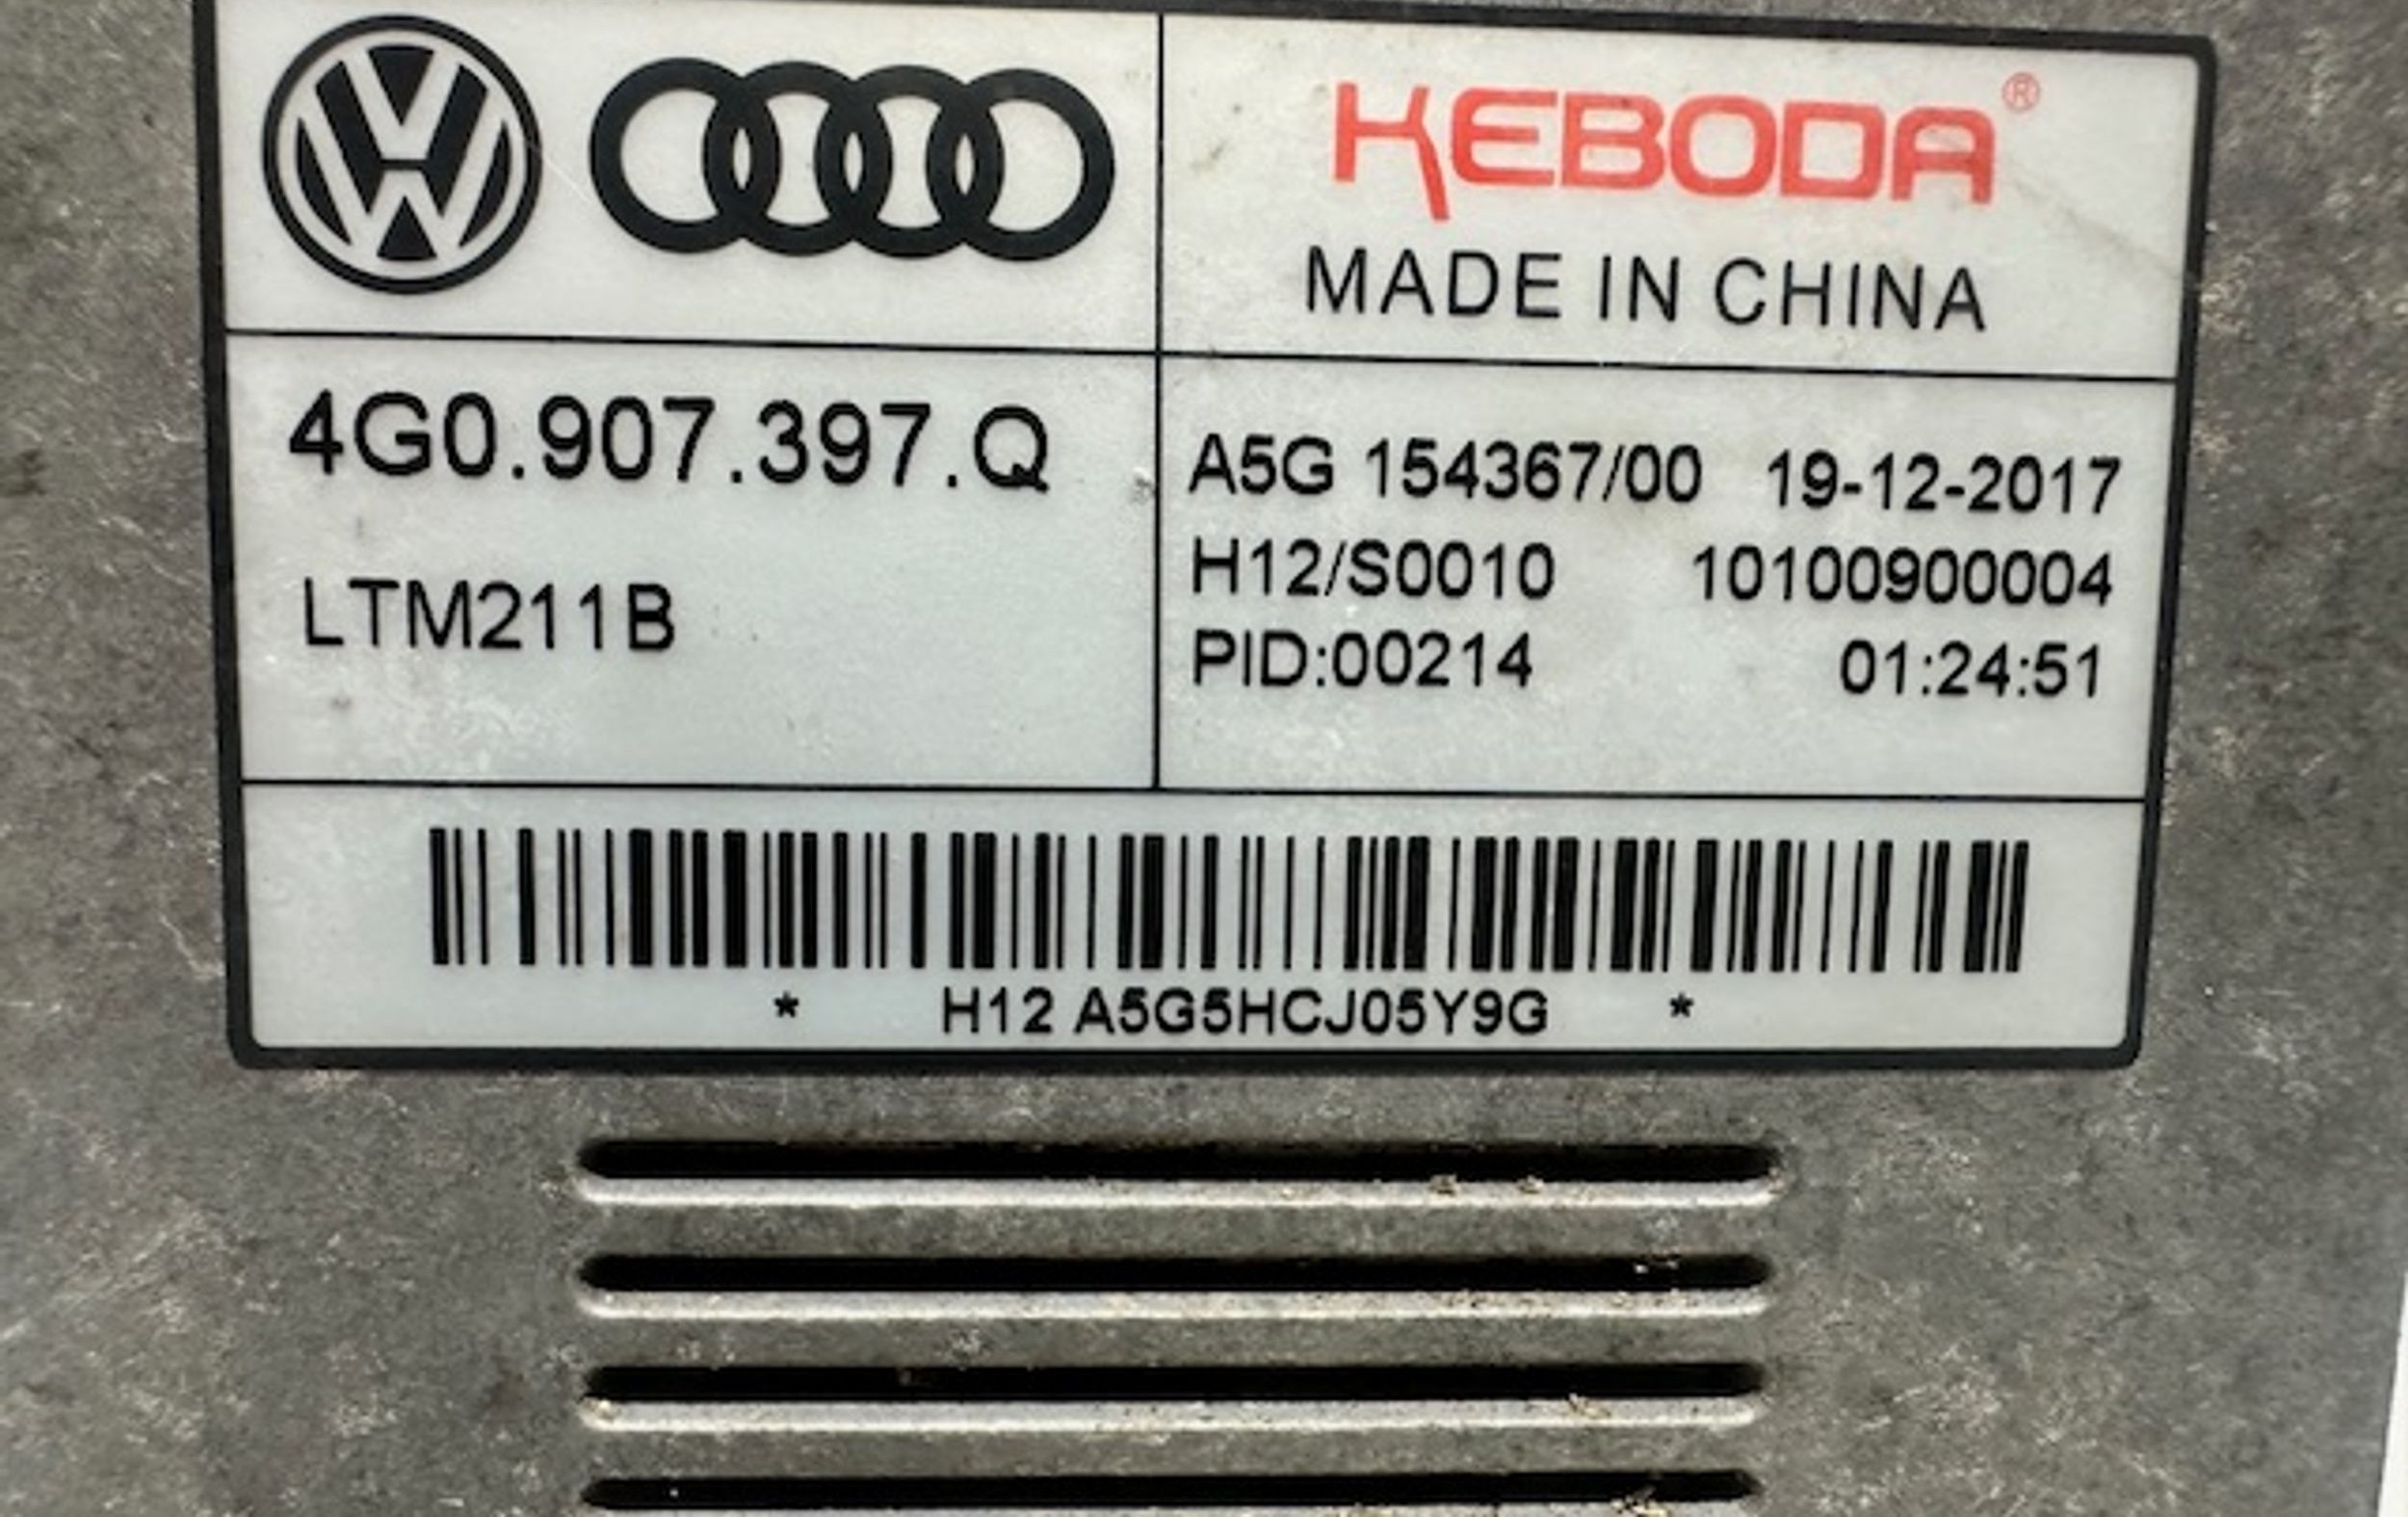 KEBODA®
MADE IN CHINA
4G0.907.397.Q
LTM211B
A5G 154367/00 19-12-2017
H12/S0010 10100900004
PID:00214 01:24:51
* H12 A5G5HCJ05Y9G *